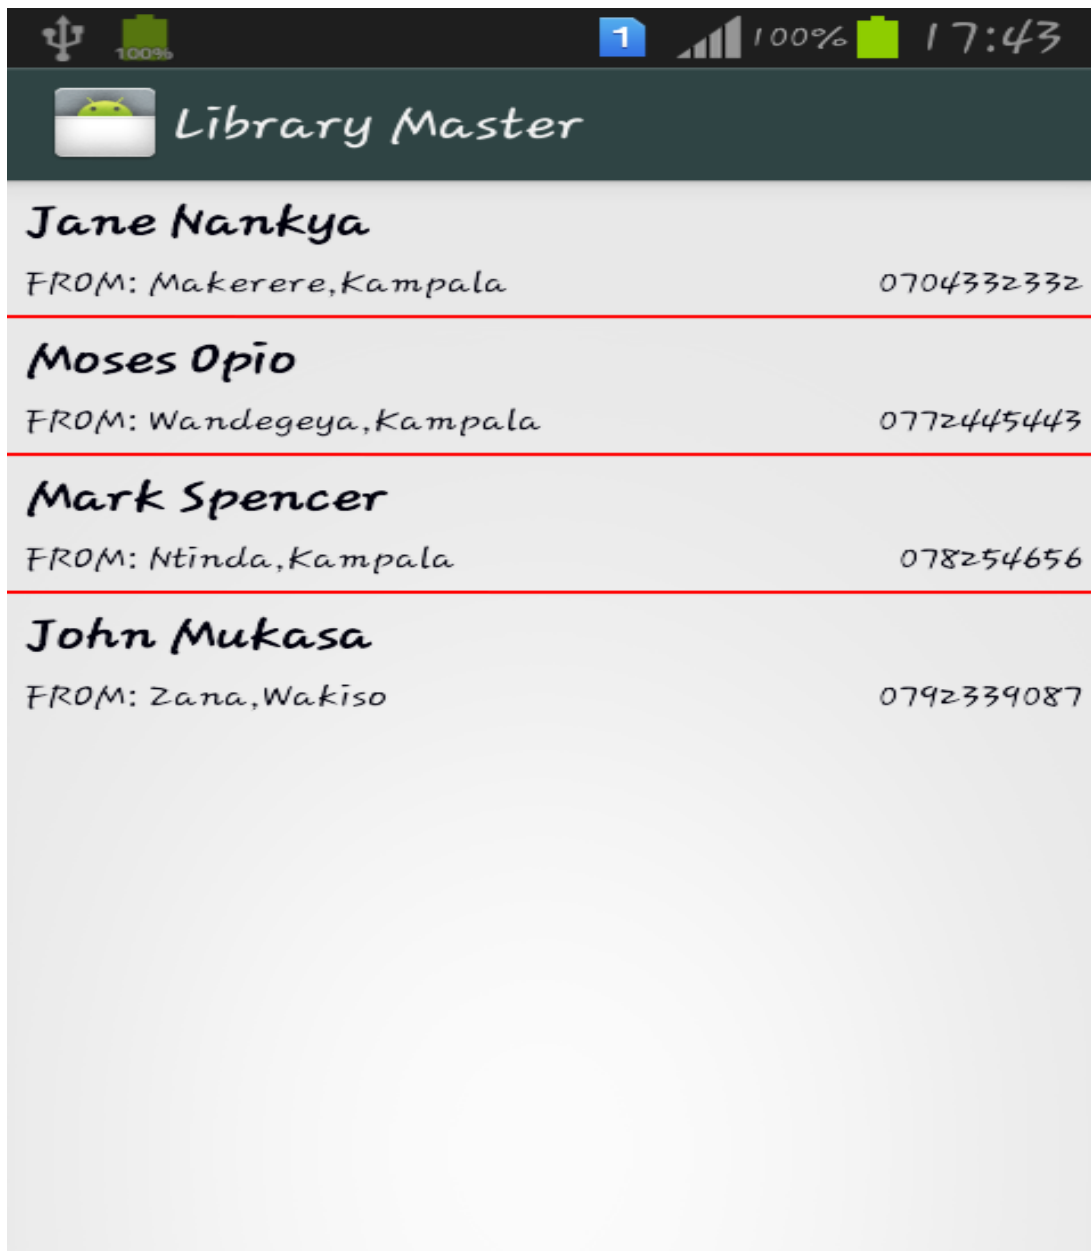 100% 1 100% 17:43
Library Master
Jane Nankya
FROM: Makerere,Kampala 0704332332
Moses Opio
FROM: Wandegeya,Kampala 0772445443
Mark Spencer
FROM: Ntinda,Kampala 078254656
John Mukasa
FROM: Zana,Wakiso 0792339087